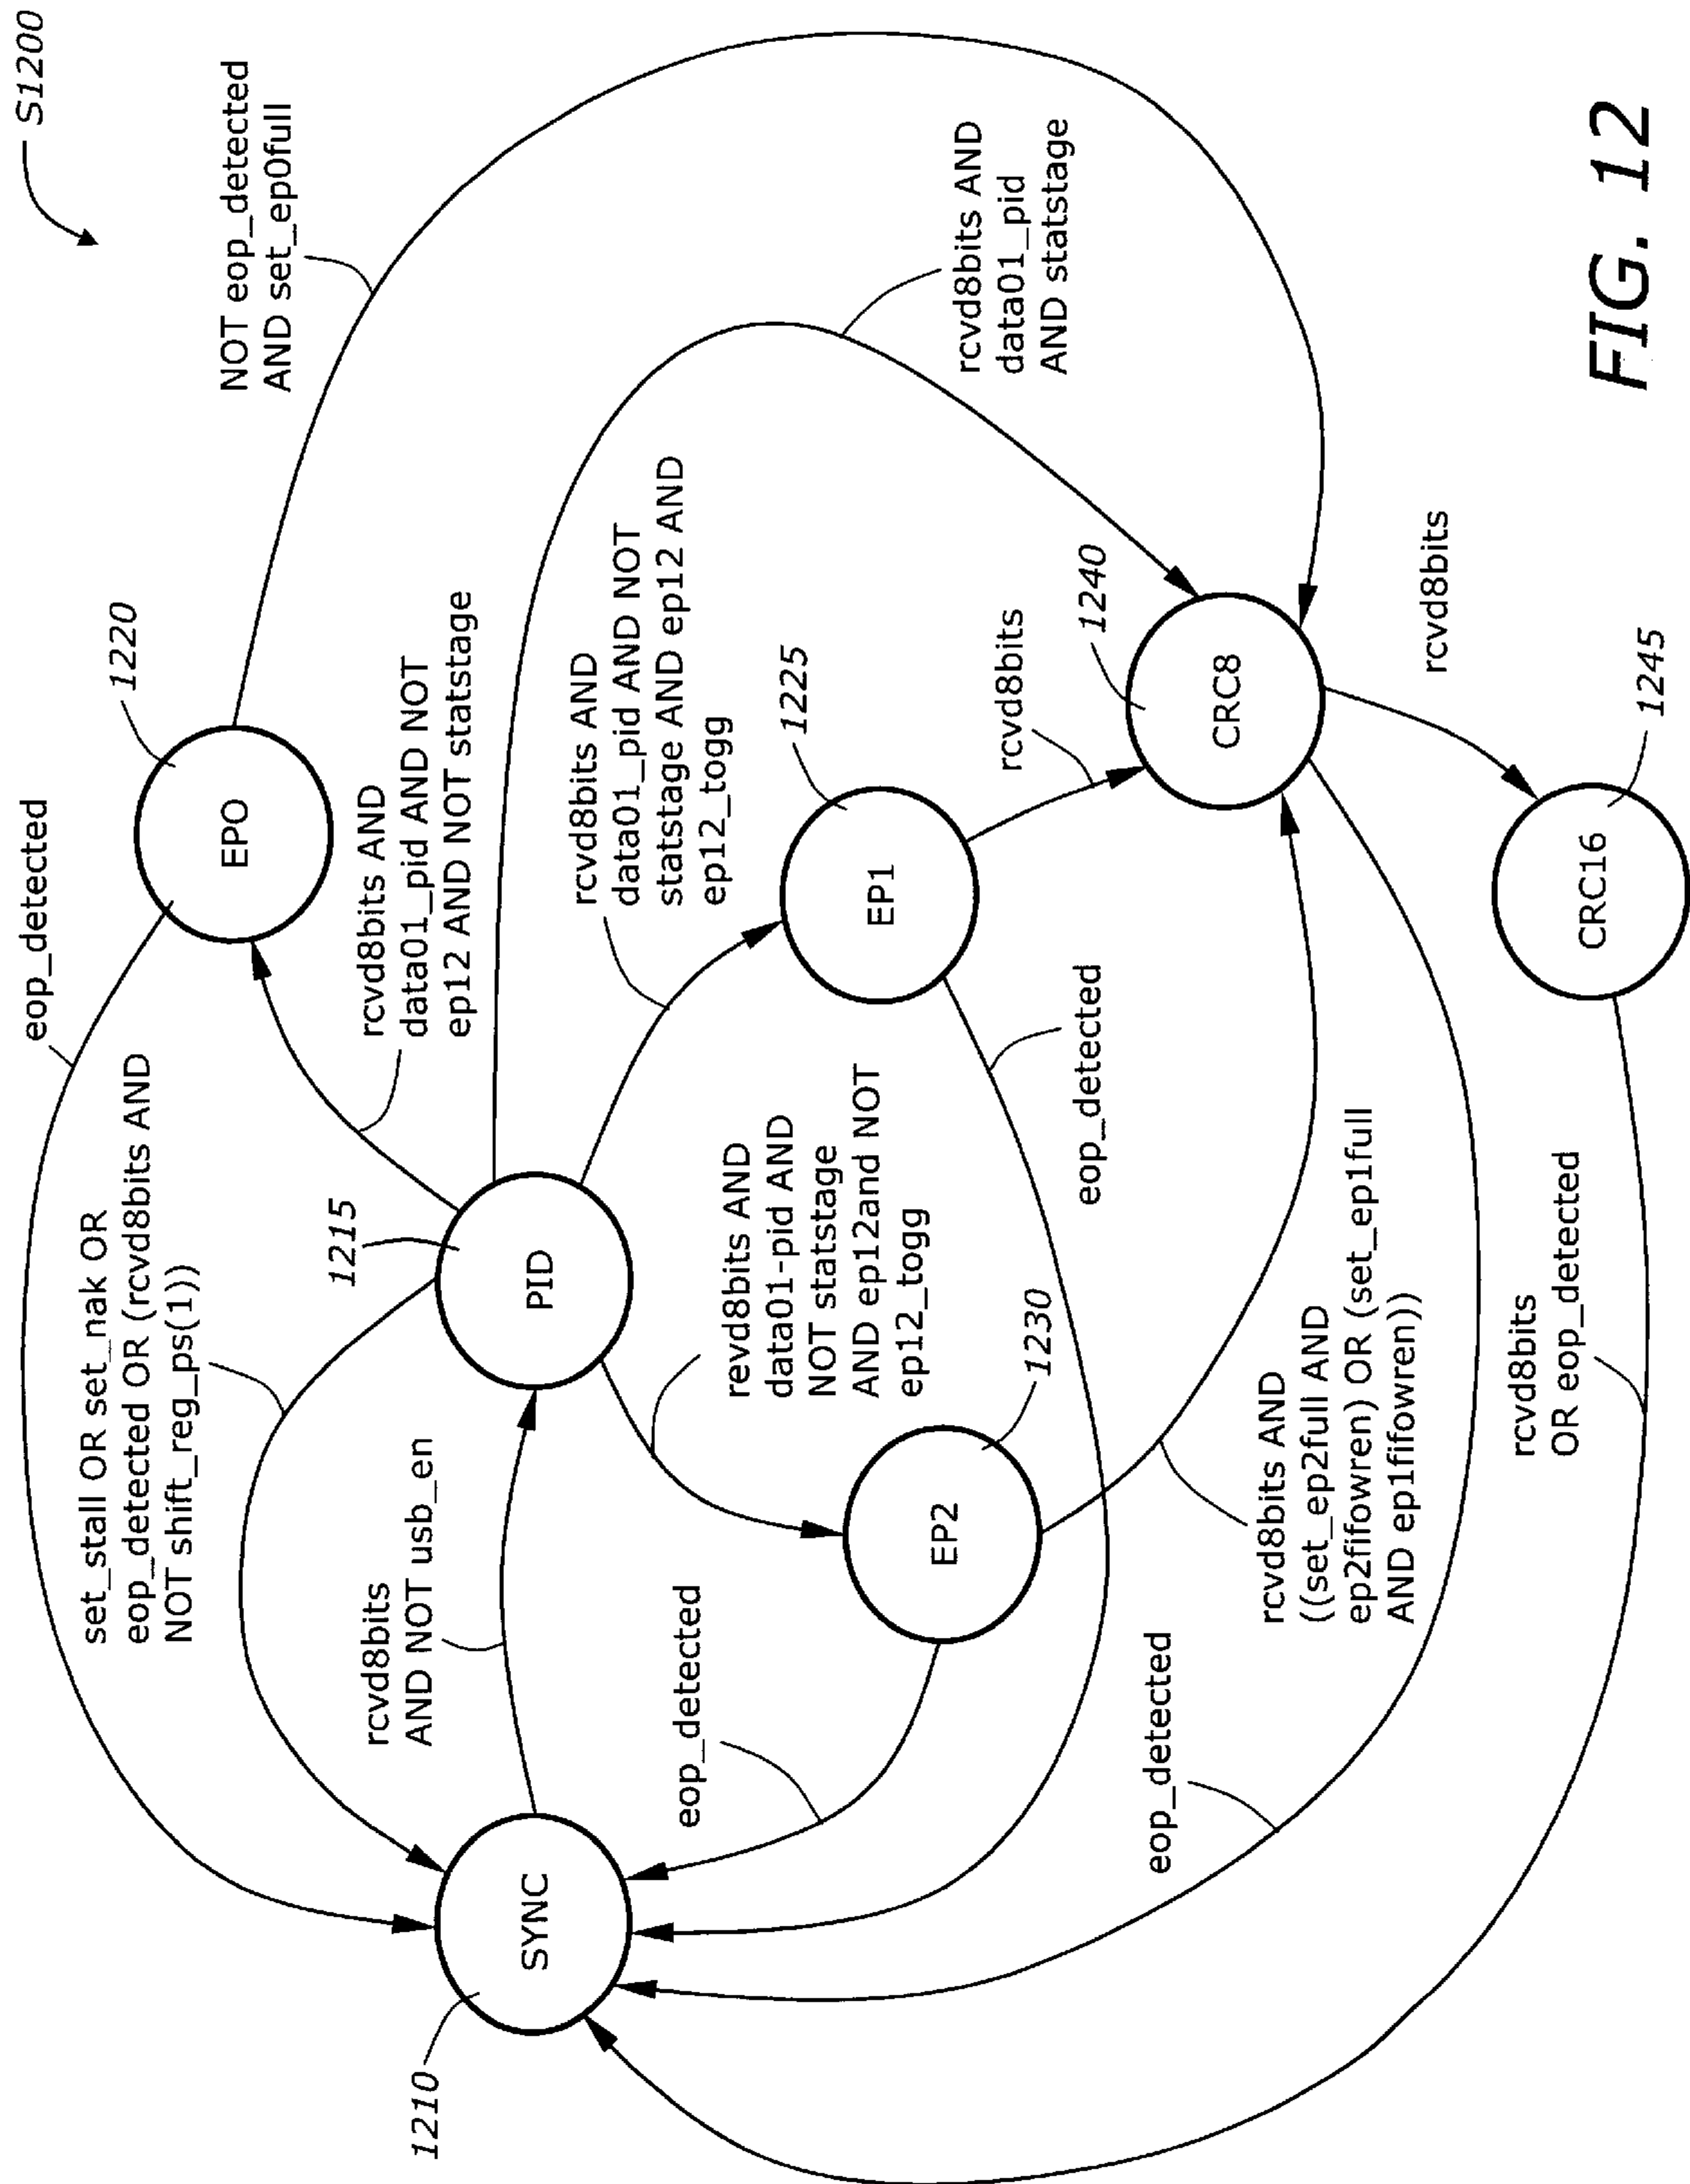 S1200
eop_detected
1220
NOT eop_detected
AND set_ep0full
EPO
set_stall OR set_nak OR
eop_detected OR (rcvd8bits AND
NOT shift_reg_ps(1))
1215
rcvd8bits AND
data01_pid AND NOT
ep12 AND NOT statstage
rcvd8bits
AND NOT usb_en
1210
SYNC
PID
rcvd8bits AND
data01_pid AND NOT
statstage AND ep12 AND
ep12_togg
rcvd8bits AND
data01_pid
AND statstage
eop_detected
revd8bits AND
data01-pid AND
NOT statstage
AND ep12and NOT
ep12_togg
1225
EP1
1230
EP2
rcvd8bits
1240
CRC8
eop_detected
eop_detected
rcvd8bits AND
((set_ep2full AND
ep2fifowren) OR (set_ep1full
AND ep1fifowren))
rcvd8bits
rcvd8bits
OR eop_detected
CRC16
1245
FIG. 12